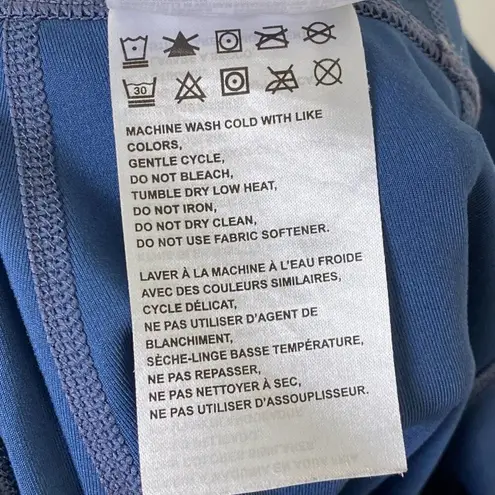 30
MACHINE WASH COLD WITH LIKE
COLORS,
GENTLE CYCLE,
DO NOT BLEACH,
TUMBLE DRY LOW HEAT,
DO NOT IRON,
DO NOT DRY CLEAN,
DO NOT USE FABRIC SOFTENER.
LAVER À LA MACHINE À L'EAU FROIDE
AVEC DES COULEURS SIMILAIRES,
CYCLE DÉLICAT,
NE PAS UTILISER D'AGENT DE
BLANCHIMENT,
SÈCHE-LINGE BASSE TEMPÉRATURE,
NE PAS REPASSER,
NE PAS NETTOYER À SEC,
NE PAS UTILISER D'ASSOUPLISSEUR.